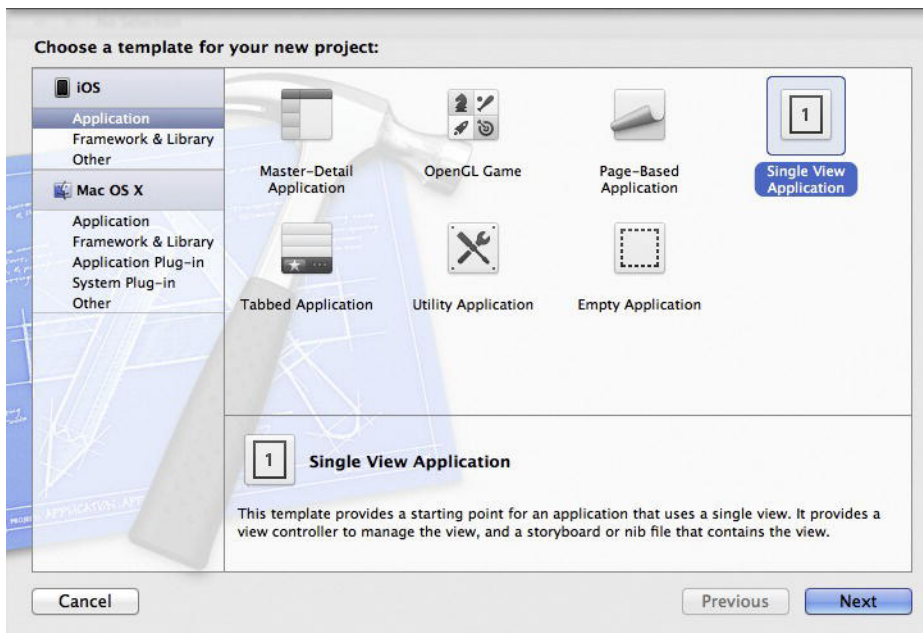 Choose a template for your new project:
iOS
Application
Framework & Library
Other
Mac OS X
Application
Framework & Library
Application Plug-in
System Plug-in
Other
Master-Detail
Application
OpenGL Game
Page-Based
Application
1
Single View
Application
Tabbed Application
Utility Application
Empty Application
1
Single View Application
This template provides a starting point for an application that uses a single view. It provides a
view controller to manage the view, and a storyboard or nib file that contains the view.
Cancel
Previous
Next